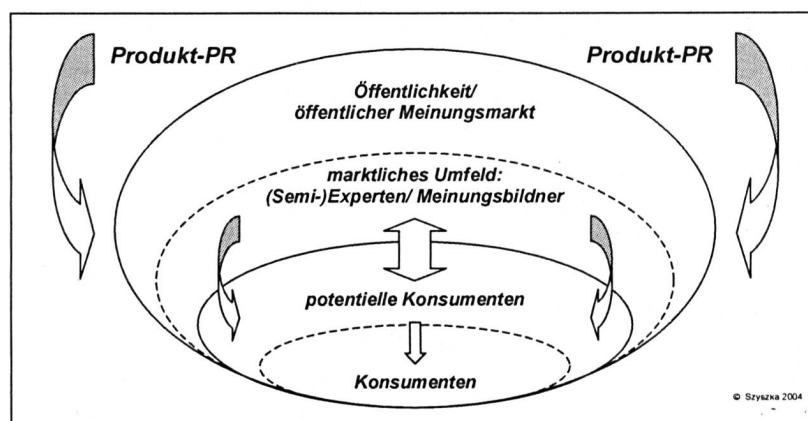 Produkt-PR
Produkt-PR
Öffentlichkeit/
öffentlicher Meinungsmarkt
marktliches Umfeld:
(Semi-)Experten/ Meinungsbildner
potentielle Konsumenten
Konsumenten
© Szyszka 2004